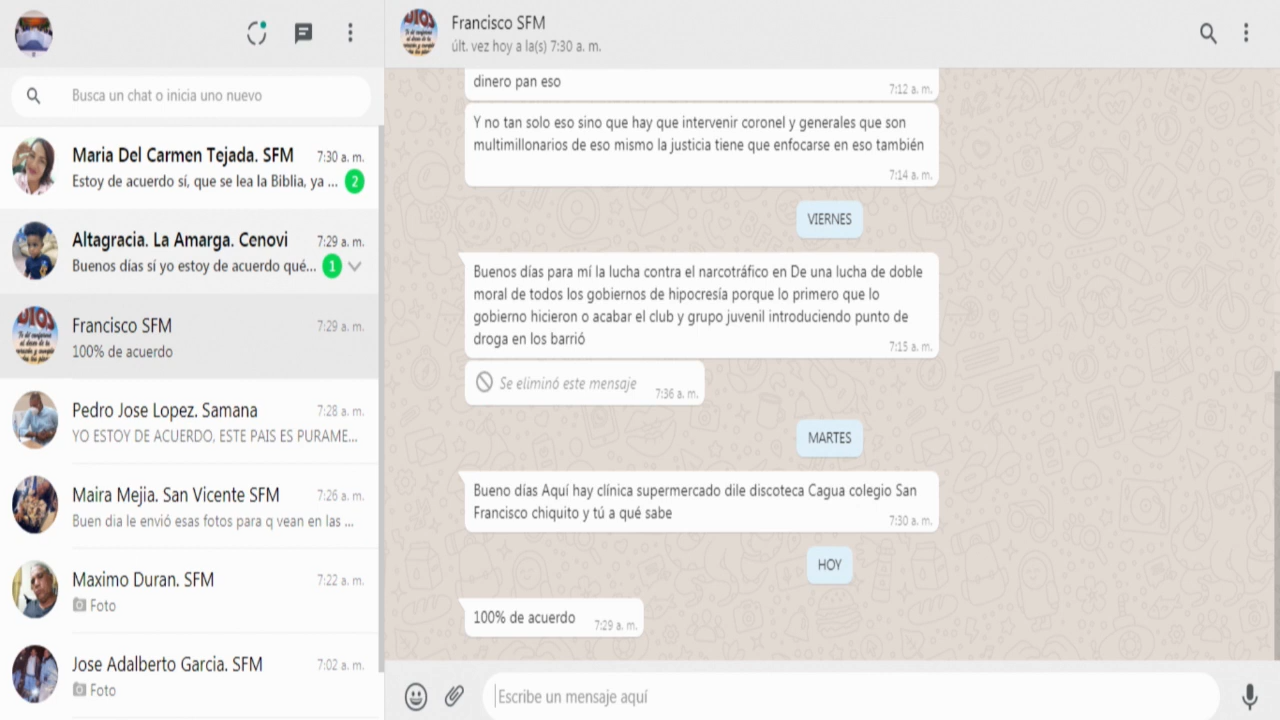 Busca un chat o inicia uno nuevo
Maria Del Carmen Tejada. SFM
7:30 a. m.
Estoy de acuerdo sí, que se lea la Biblia, ya ...
2
Altagracia. La Amarga. Cenovi
7:29 a. m.
Buenos días sí yo estoy de acuerdo qué...
1
Francisco SFM
7:29 a. m.
100% de acuerdo
Pedro Jose Lopez. Samana
7:28 a. m.
YO ESTOY DE ACUERDO, ESTE PAIS ES PURAME...
Maira Mejia. San Vicente SFM
7:26 a. m.
Buen dia le envió esas fotos para q vean en las ...
Maximo Duran. SFM
7:22 a. m.
Foto
Jose Adalberto Garcia. SFM
7:02 a. m.
Foto
DIOS
Francisco SFM
últ. vez hoy a la(s) 7:30 a. m.
dinero pan eso
7:12 a. m.
Y no tan solo eso sino que hay que intervenir coronel y generales que son
multimillonarios de eso mismo la justicia tiene que enfocarse en eso también
7:14 a. m.
VIERNES
Buenos días para mí la lucha contra el narcotráfico en De una lucha de doble
moral de todos los gobiernos de hipocresía porque lo primero que lo
gobierno hicieron o acabar el club y grupo juvenil introduciendo punto de
droga en los barrió
7:15 a. m.
Se eliminó este mensaje
7:36 a. m.
MARTES
Bueno días Aquí hay clínica supermercado dile discoteca Cagua colegio San
Francisco chiquito y tú a qué sabe
7:30 a. m.
HOY
100% de acuerdo
7:29 a. m.
Escribe un mensaje aquí